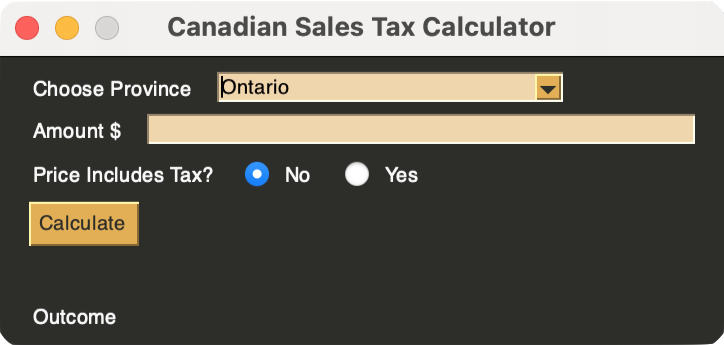 Canadian Sales Tax Calculator
Choose Province Ontario
Amount $
Price Includes Tax? No Yes
Calculate
Outcome